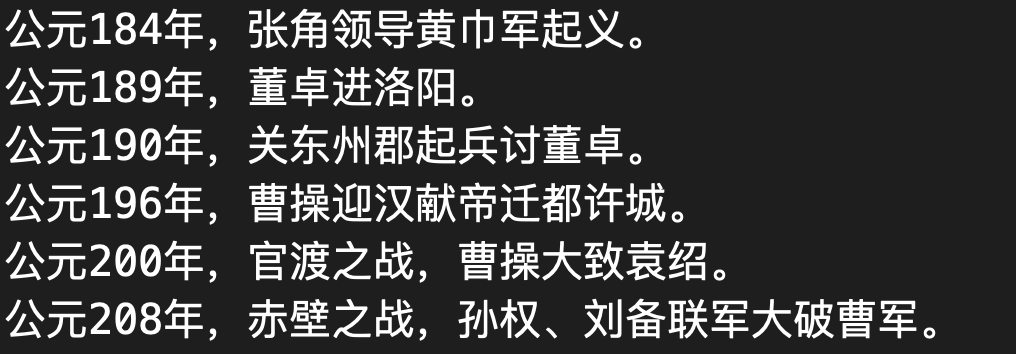 公元184年，张角领导黄巾军起义。
公元189年，董卓进洛阳。
公元190年，关东州郡起兵讨董卓。
公元196年，曹操迎汉献帝迁都许城。
公元200年，官渡之战，曹操大致袁绍。
公元208年，赤壁之战，孙权、刘备联军大破曹军。